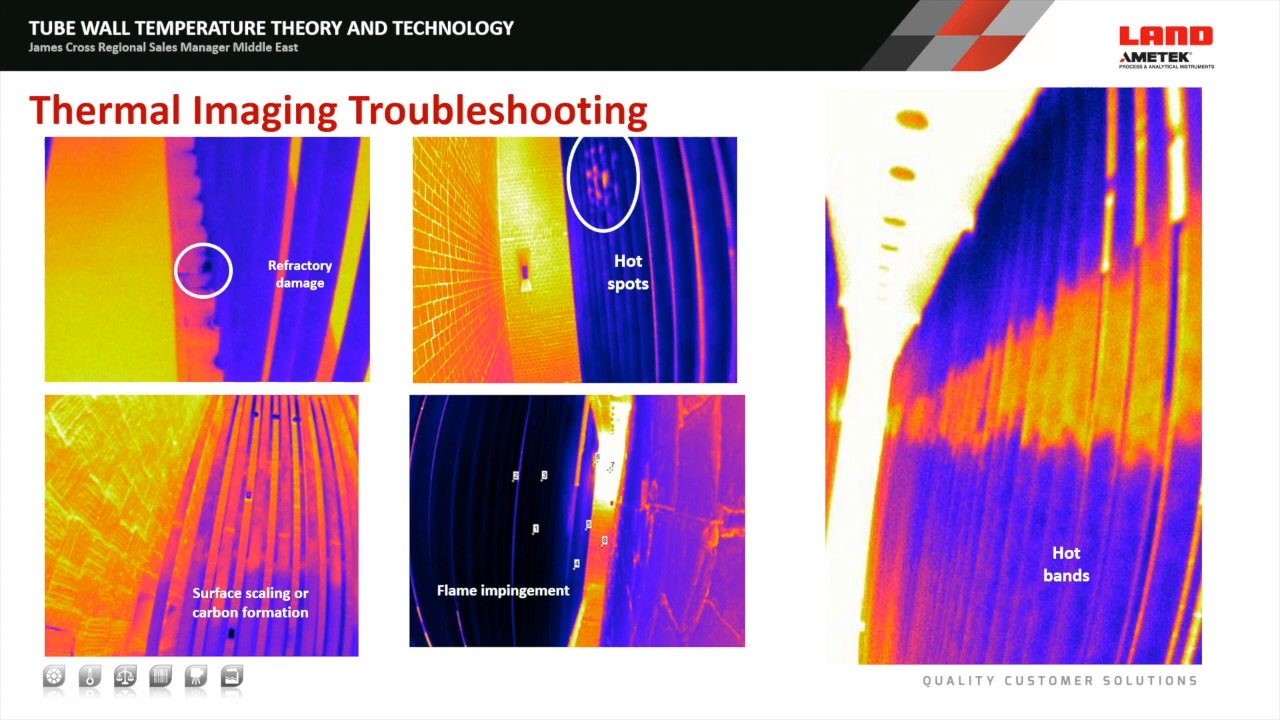 TUBE WALL TEMPERATURE THEORY AND TECHNOLOGY
James Cross Regional Sales Manager Middle East
LAND
AMETEK®
PROCESS & ANALYTICAL INSTRUMENTS
Thermal Imaging Troubleshooting
Refractory
damage
Hot
spots
Surface scaling or
carbon formation
Flame impingement
Hot
bands
QUALITY CUSTOMER SOLUTIONS